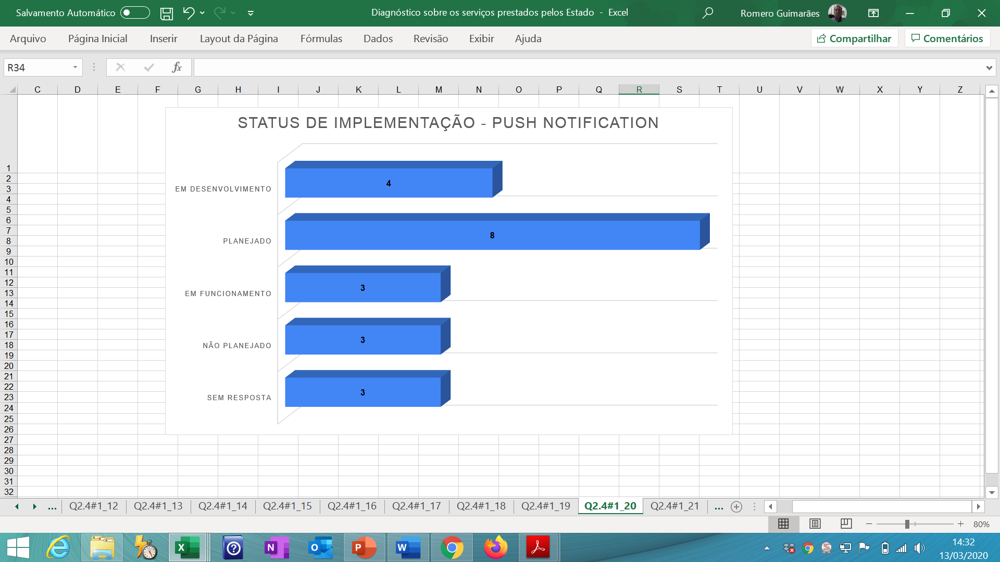 Salvamento Automático
Diagnóstico sobre os serviços prestados pelos Estado - Excel
Romero Guimarães
Arquivo Página Inicial Inserir Layout da Página Fórmulas Dados Revisão Exibir Ajuda
Compartilhar Comentários
R34
fx
C D E F G H I J K L M N O P Q R S T U V W X Y Z
STATUS DE IMPLEMENTAÇÃO - PUSH NOTIFICATION
EM DESENVOLVIMENTO 4
PLANEJADO 8
EM FUNCIONAMENTO 3
NÃO PLANEJADO 3
SEM RESPOSTA 3
1
2
3
4
5
6
7
8
9
10
11
12
13
14
15
16
17
18
19
20
21
22
23
24
25
26
27
28
29
30
31
32
... Q2.4#1_12 Q2.4#1_13 Q2.4#1_14 Q2.4#1_15 Q2.4#1_16 Q2.4#1_17 Q2.4#1_18 Q2.4#1_19 Q2.4#1_20 Q2.4#1_21 ...
80%
14:32
13/03/2020